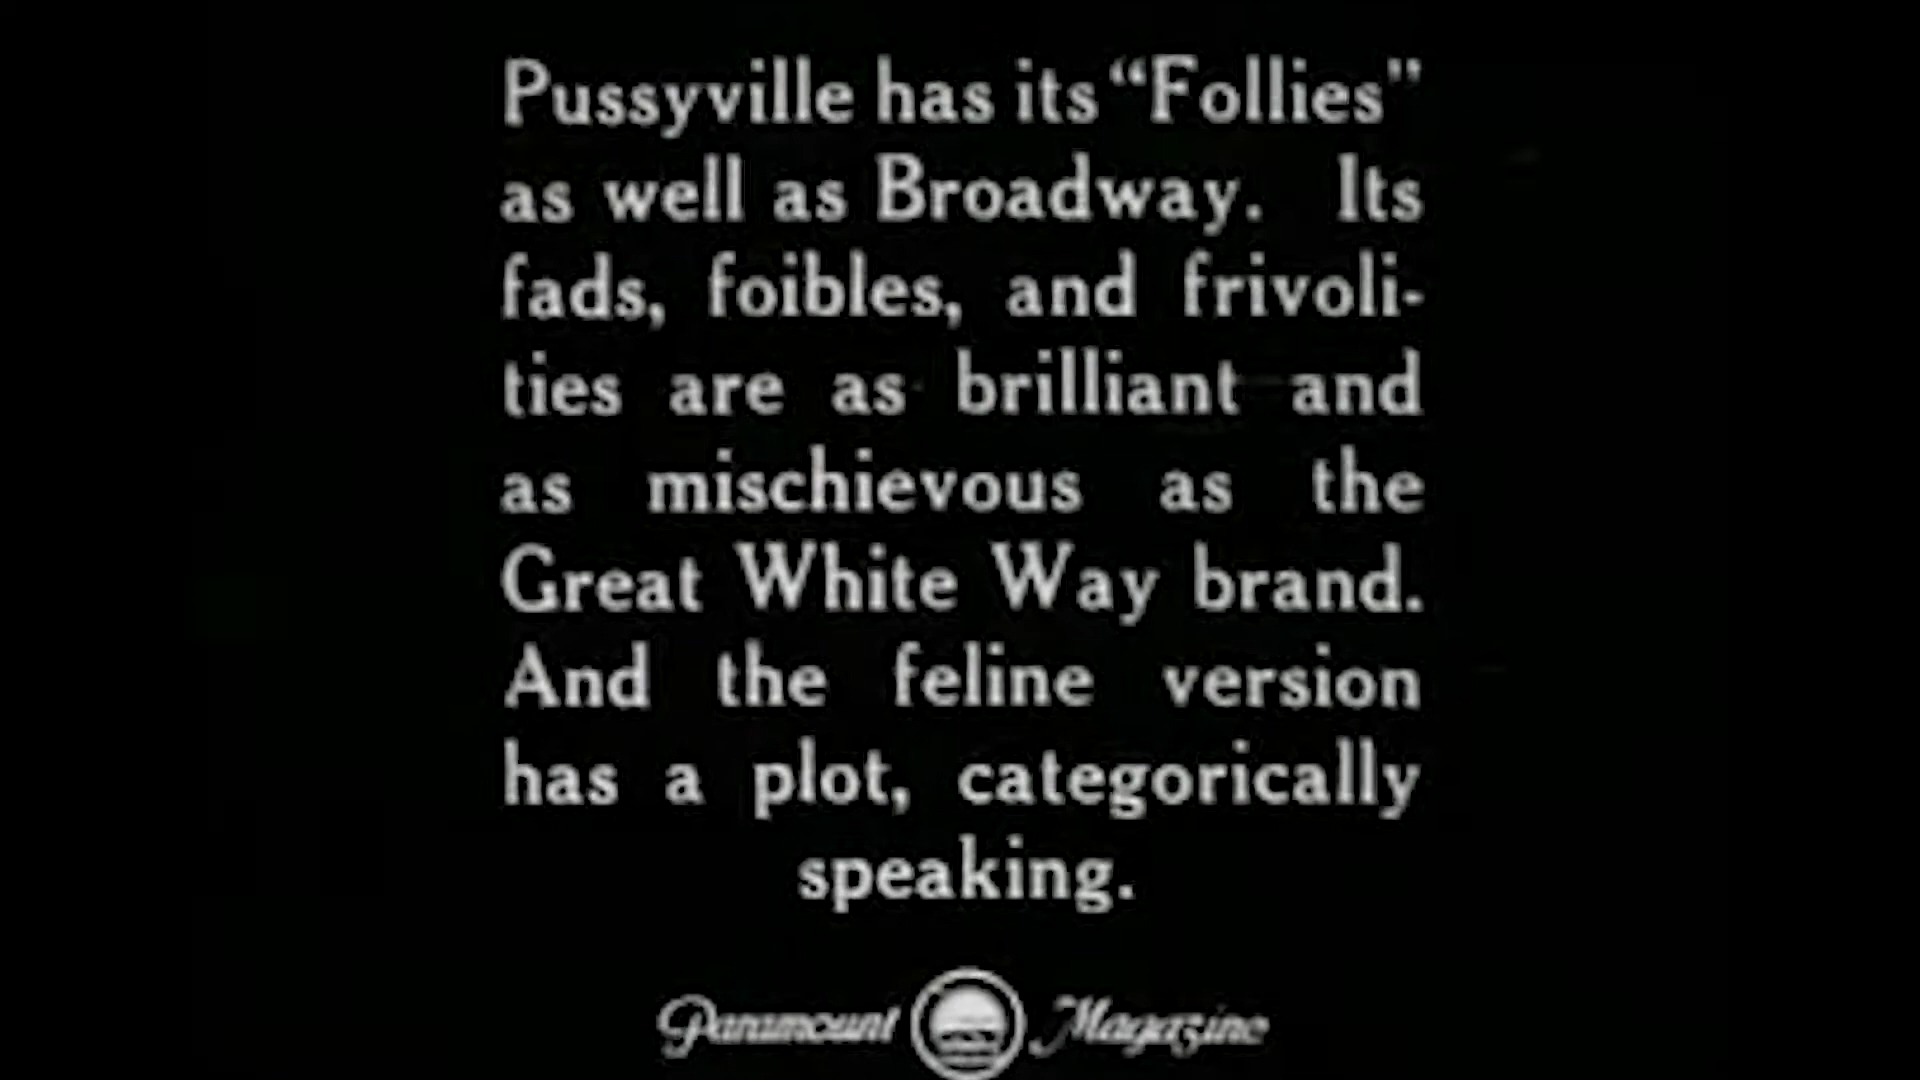 Pussyville has its “Follies”
as well as Broadway. Its
fads, foibles, and frivoli-
ties are as brilliant and
as mischievous as the
Great White Way brand.
And the feline version
has a plot, categorically
speaking.
Paramount Magazine